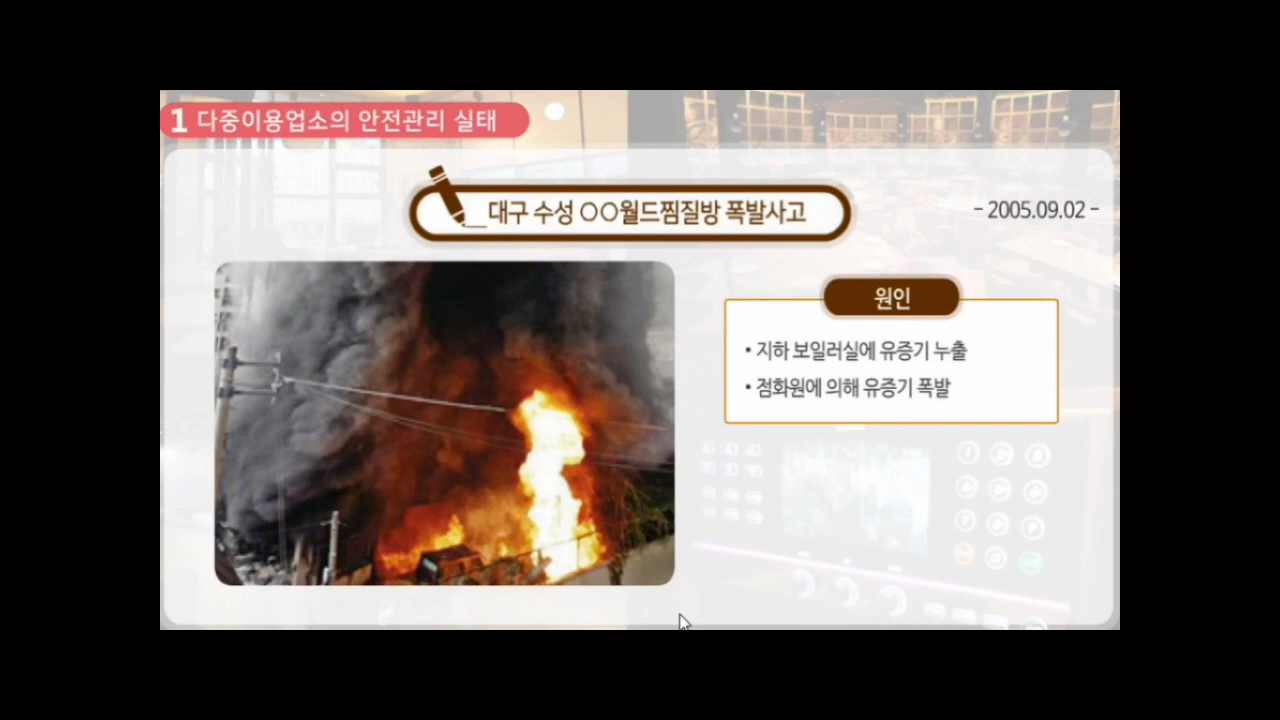 1 다중이용업소의 안전관리 실태
대구 수성 ○○월드찜질방 폭발사고
- 2005.09.02 -
원인
• 지하 보일러실에 유증기 누출
• 점화원에 의해 유증기 폭발